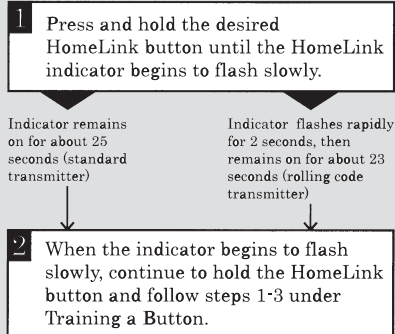 1 Press and hold the desired
HomeLink button until the HomeLink
indicator begins to flash slowly.
Indicator remains
on for about 25
seconds (standard
transmitter)
Indicator flashes rapidly
for 2 seconds, then
remains on for about 23
seconds (rolling code
transmitter)
2 When the indicator begins to flash
slowly, continue to hold the HomeLink
button and follow steps 1-3 under
Training a Button.